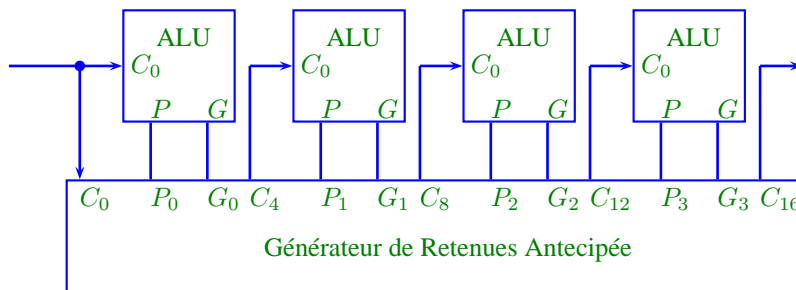 ALU ALU ALU ALU
C₀ C₀ C₀ C₀
P G P G P G P G
C₀ P₀ G₀ C₄ P₁ G₁ C₈ P₂ G₂ C₁₂ P₃ G₃ C₁₆
Générateur de Retenues Antecipée